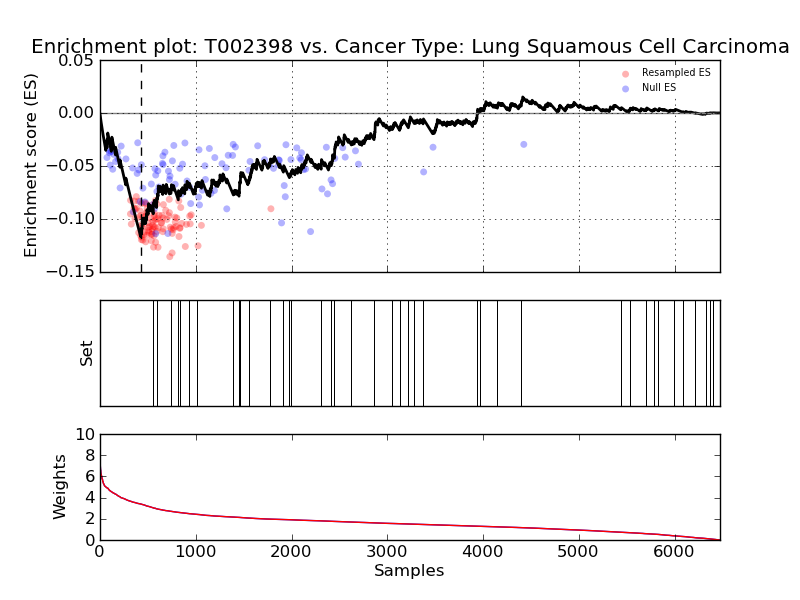 Enrichment plot: T002398 vs. Cancer Type: Lung Squamous Cell Carcinoma
0.05
0.00
−0.05
−0.10
−0.15
Enrichment score (ES)
Resampled ES
Null ES
Set
10
8
6
4
2
0
Weights
0 1000 2000 3000 4000 5000 6000
Samples